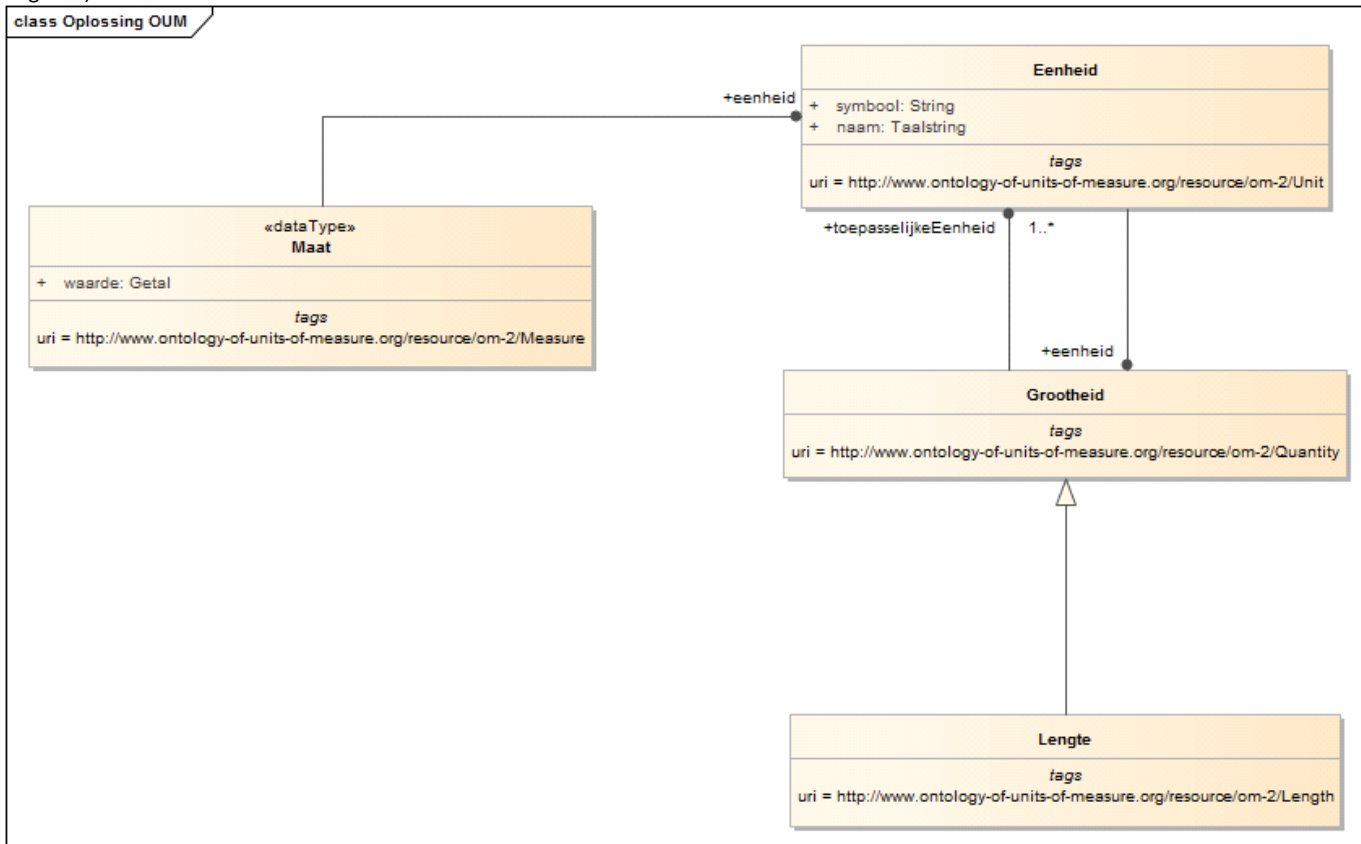 class Oplossing OUM
Eenheid
+ symbool: String
+ naam: Taalstring
tags
uri = http://www.ontology-of-units-of-measure.org/resource/om-2/Unit
+eenheid
«dataType»
Maat
+ waarde: Getal
tags
uri = http://www.ontology-of-units-of-measure.org/resource/om-2/Measure
+toepasselijkeEenheid 1..*
+eenheid
Grootheid
tags
uri = http://www.ontology-of-units-of-measure.org/resource/om-2/Quantity
Lengte
tags
uri = http://www.ontology-of-units-of-measure.org/resource/om-2/Length